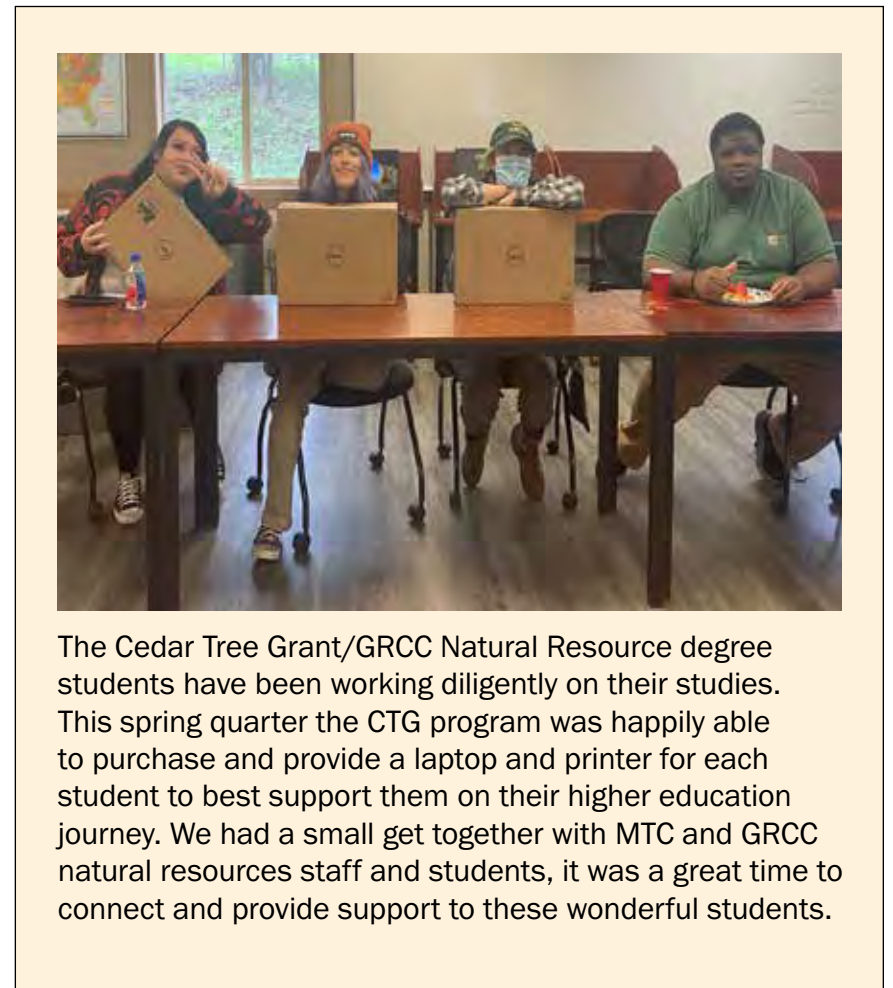 The Cedar Tree Grant/GRCC Natural Resource degree
students have been working diligently on their studies.
This spring quarter the CTG program was happily able
to purchase and provide a laptop and printer for each
student to best support them on their higher education
journey. We had a small get together with MTC and GRCC
natural resources staff and students, it was a great time to
connect and provide support to these wonderful students.